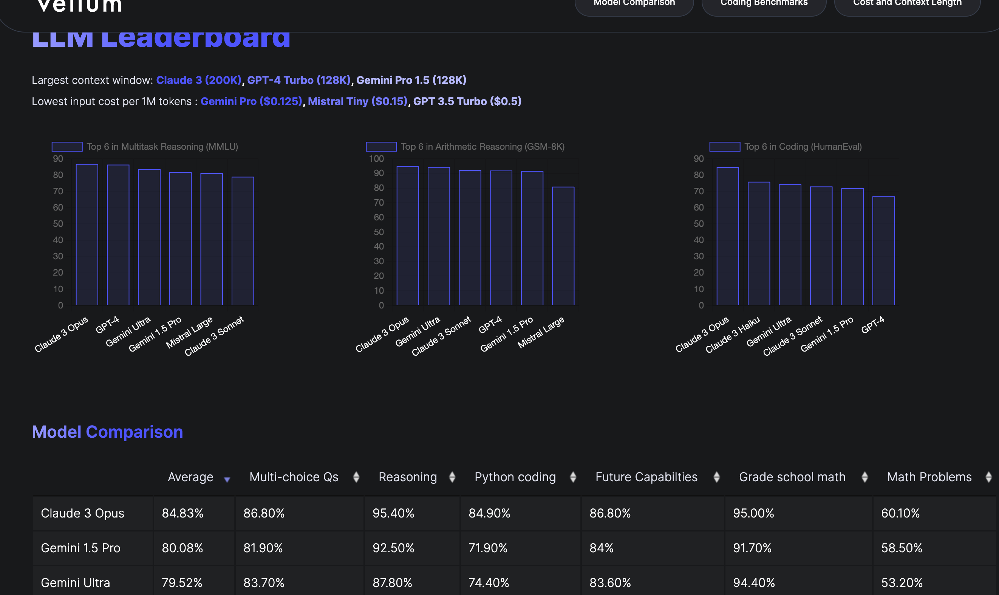 vellum
Model Comparison
Coding Benchmarks
Cost and Context Length
LLM Leaderboard
Largest context window: Claude 3 (200K), GPT-4 Turbo (128K), Gemini Pro 1.5 (128K)
Lowest input cost per 1M tokens : Gemini Pro ($0.125), Mistral Tiny ($0.15), GPT 3.5 Turbo ($0.5)
Top 6 in Multitask Reasoning (MMLU)
90
80
70
60
50
40
30
20
10
0
Claude 3 Opus
GPT-4
Gemini Ultra
Gemini 1.5 Pro
Mistral Large
Claude 3 Sonnet
Top 6 in Arithmetic Reasoning (GSM-8K)
100
90
80
70
60
50
40
30
20
10
0
Claude 3 Opus
Gemini Ultra
Claude 3 Sonnet
GPT-4
Gemini 1.5 Pro
Mistral Large
Top 6 in Coding (HumanEval)
90
80
70
60
50
40
30
20
10
0
Claude 3 Opus
Claude 3 Haiku
Gemini Ultra
Claude 3 Sonnet
Gemini 1.5 Pro
GPT-4
Model Comparison
Average Multi-choice Qs Reasoning Python coding Future Capabilties Grade school math Math Problems
Claude 3 Opus 84.83% 86.80% 95.40% 84.90% 86.80% 95.00% 60.10%
Gemini 1.5 Pro 80.08% 81.90% 92.50% 71.90% 84% 91.70% 58.50%
Gemini Ultra 79.52% 83.70% 87.80% 74.40% 83.60% 94.40% 53.20%